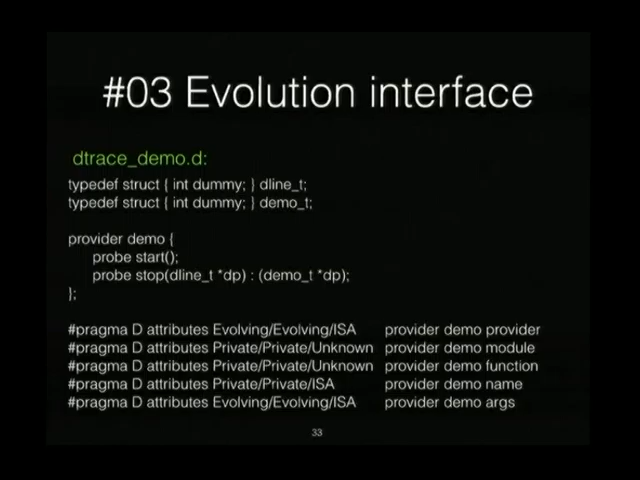 #03 Evolution interface
dtrace_demo.d:
typedef struct { int dummy; } dline_t;
typedef struct { int dummy; } demo_t;
provider demo {
probe start();
probe stop(dline_t *dp) : (demo_t *dp);
};
#pragma D attributes Evolving/Evolving/ISA provider demo provider
#pragma D attributes Private/Private/Unknown provider demo module
#pragma D attributes Private/Private/Unknown provider demo function
#pragma D attributes Private/Private/ISA provider demo name
#pragma D attributes Evolving/Evolving/ISA provider demo args
33